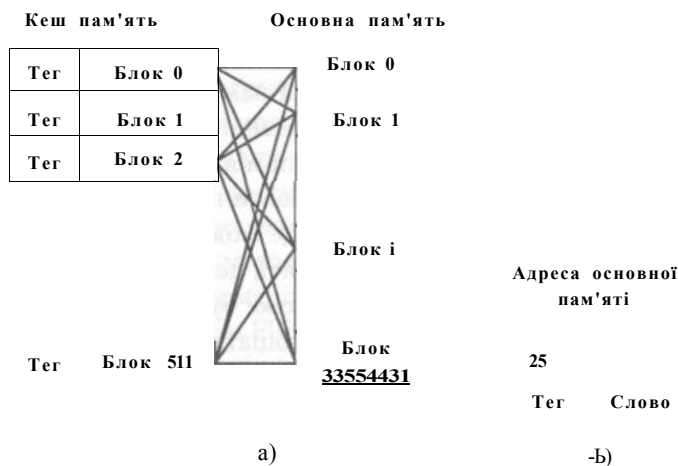 Кеш пам'ять
Основна пам'ять
Тег Блок 0
Блок 0
Тег Блок 1
Блок 1
Тег Блок 2
Блок і
Адреса основної
пам'яті
Тег Блок 511
Блок
33554431
25
Тег Слово
а)
-Ь)